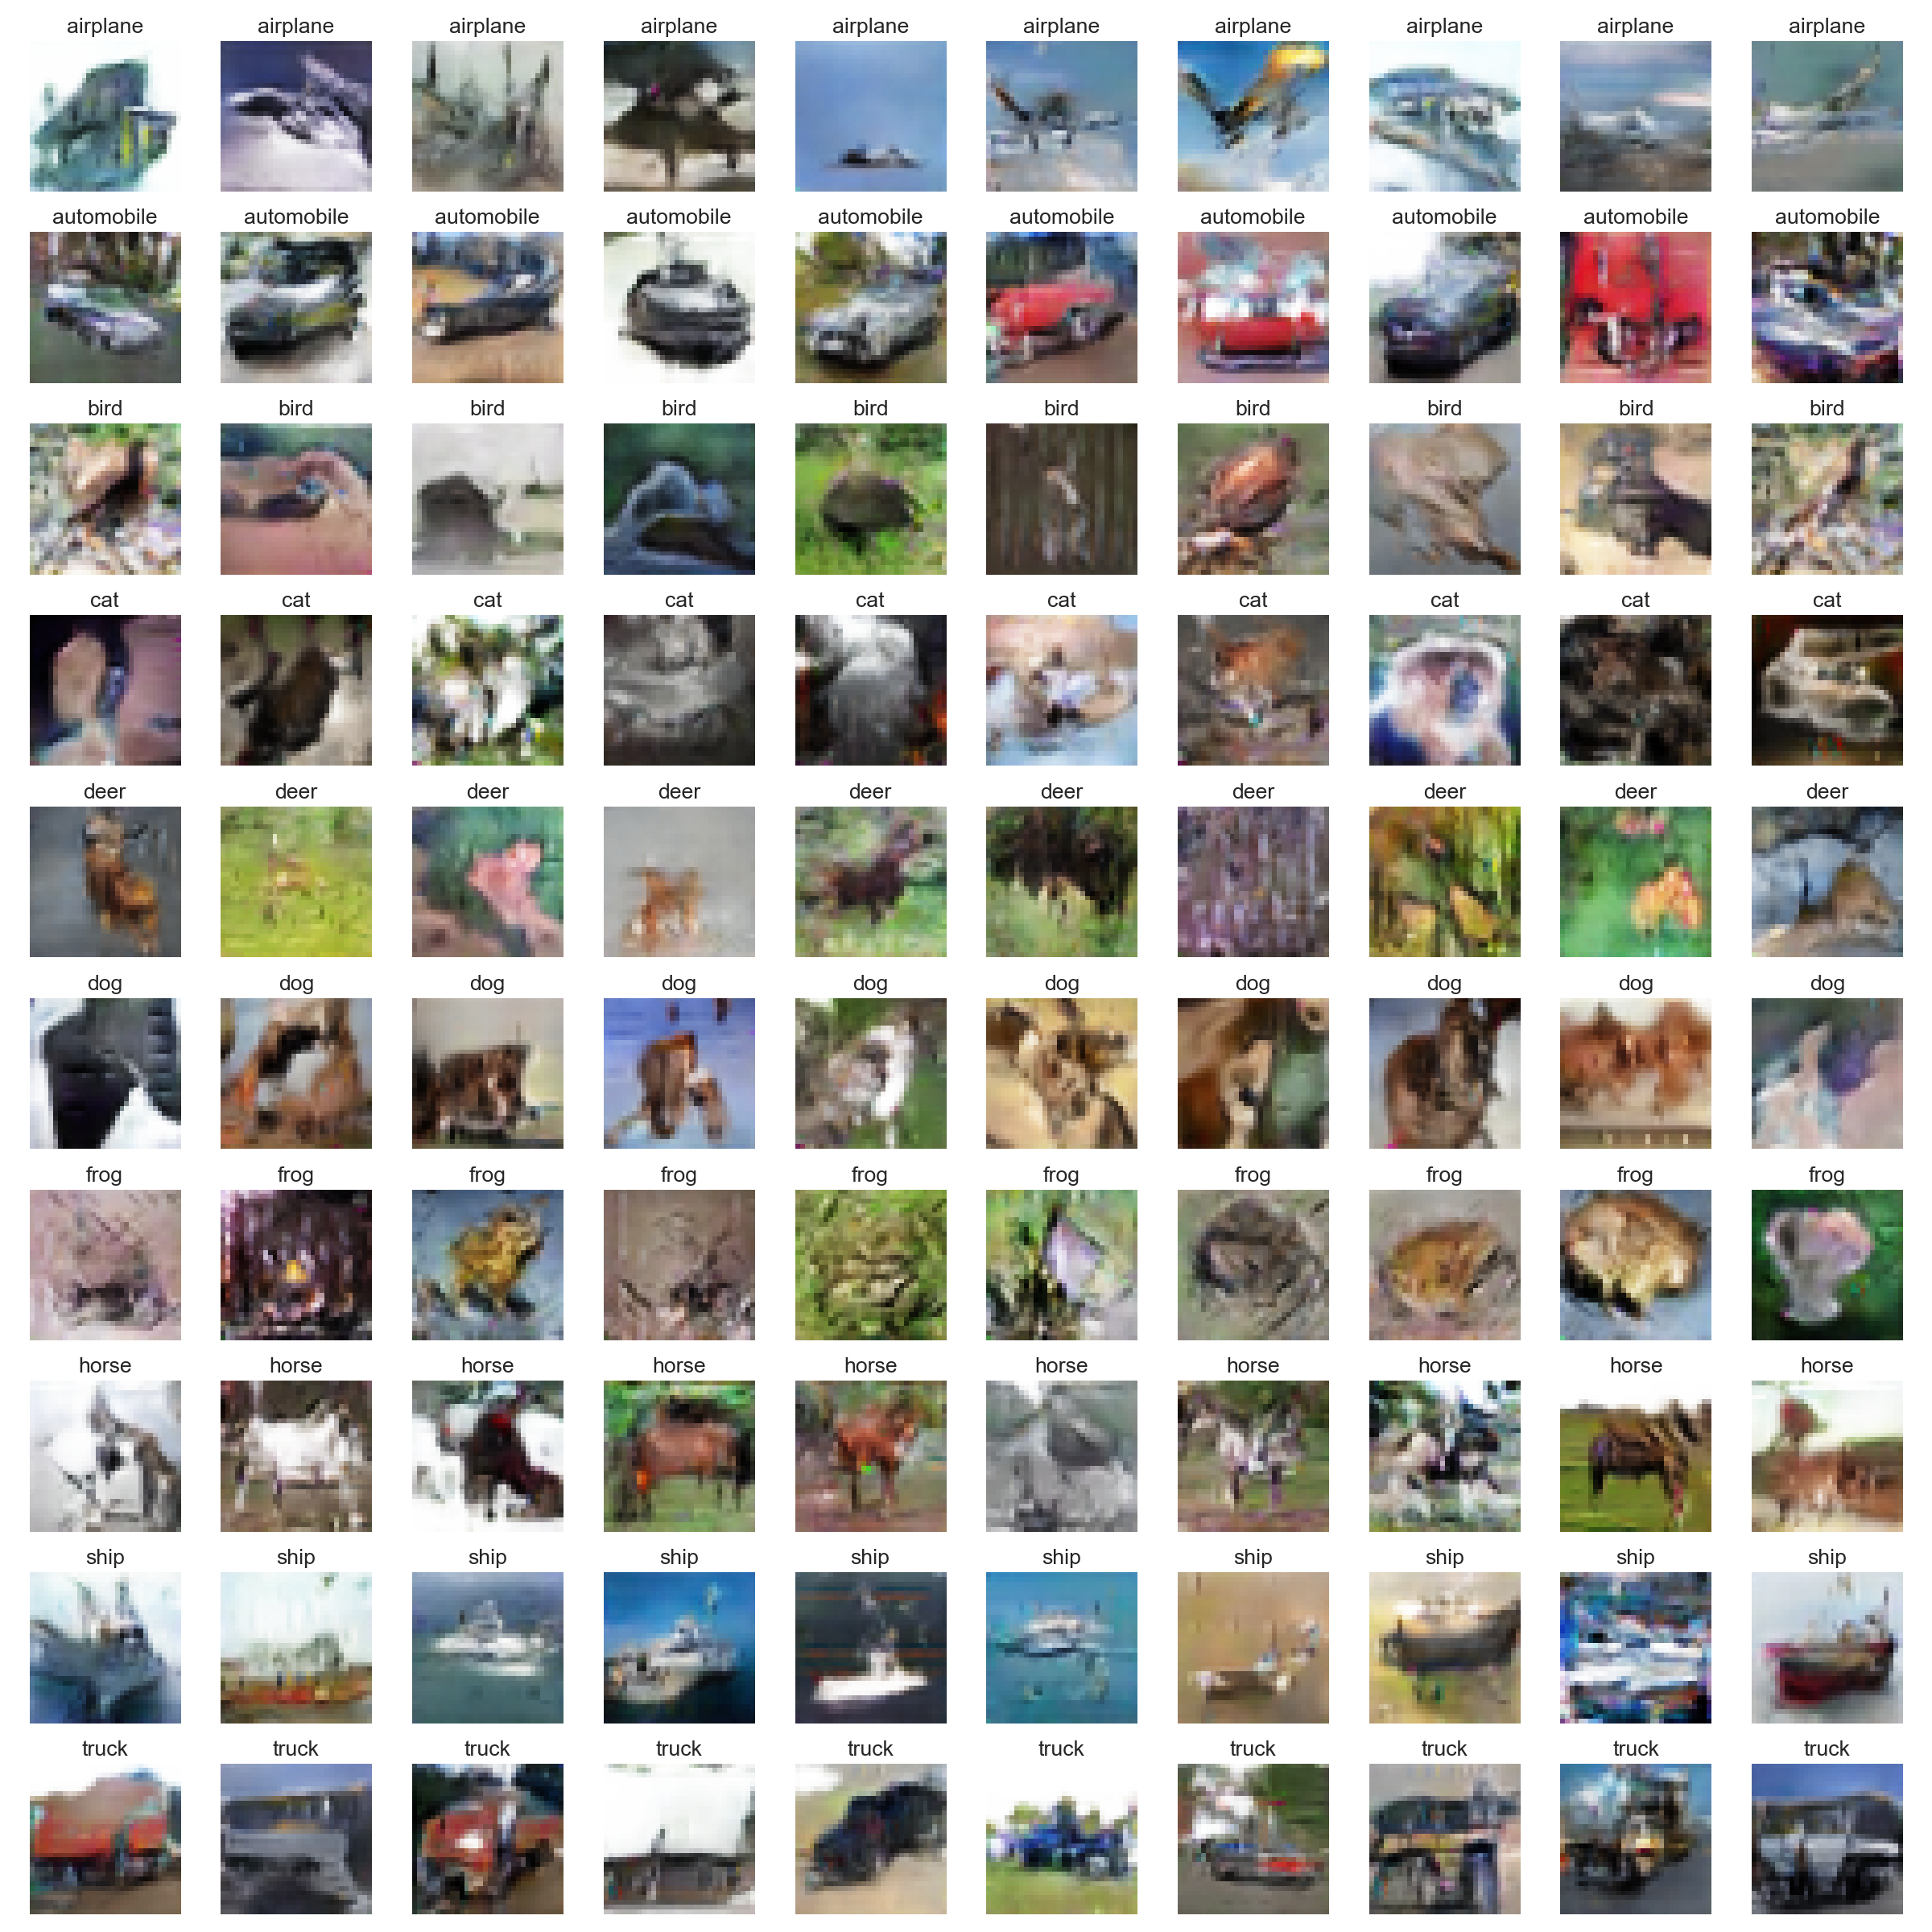 airplane airplane airplane airplane airplane airplane airplane airplane airplane airplane
automobile automobile automobile automobile automobile automobile automobile automobile automobile automobile
bird bird bird bird bird bird bird bird bird bird
cat cat cat cat cat cat cat cat cat cat
deer deer deer deer deer deer deer deer deer deer
dog dog dog dog dog dog dog dog dog dog
frog frog frog frog frog frog frog frog frog frog
horse horse horse horse horse horse horse horse horse horse
ship ship ship ship ship ship ship ship ship ship
truck truck truck truck truck truck truck truck truck truck